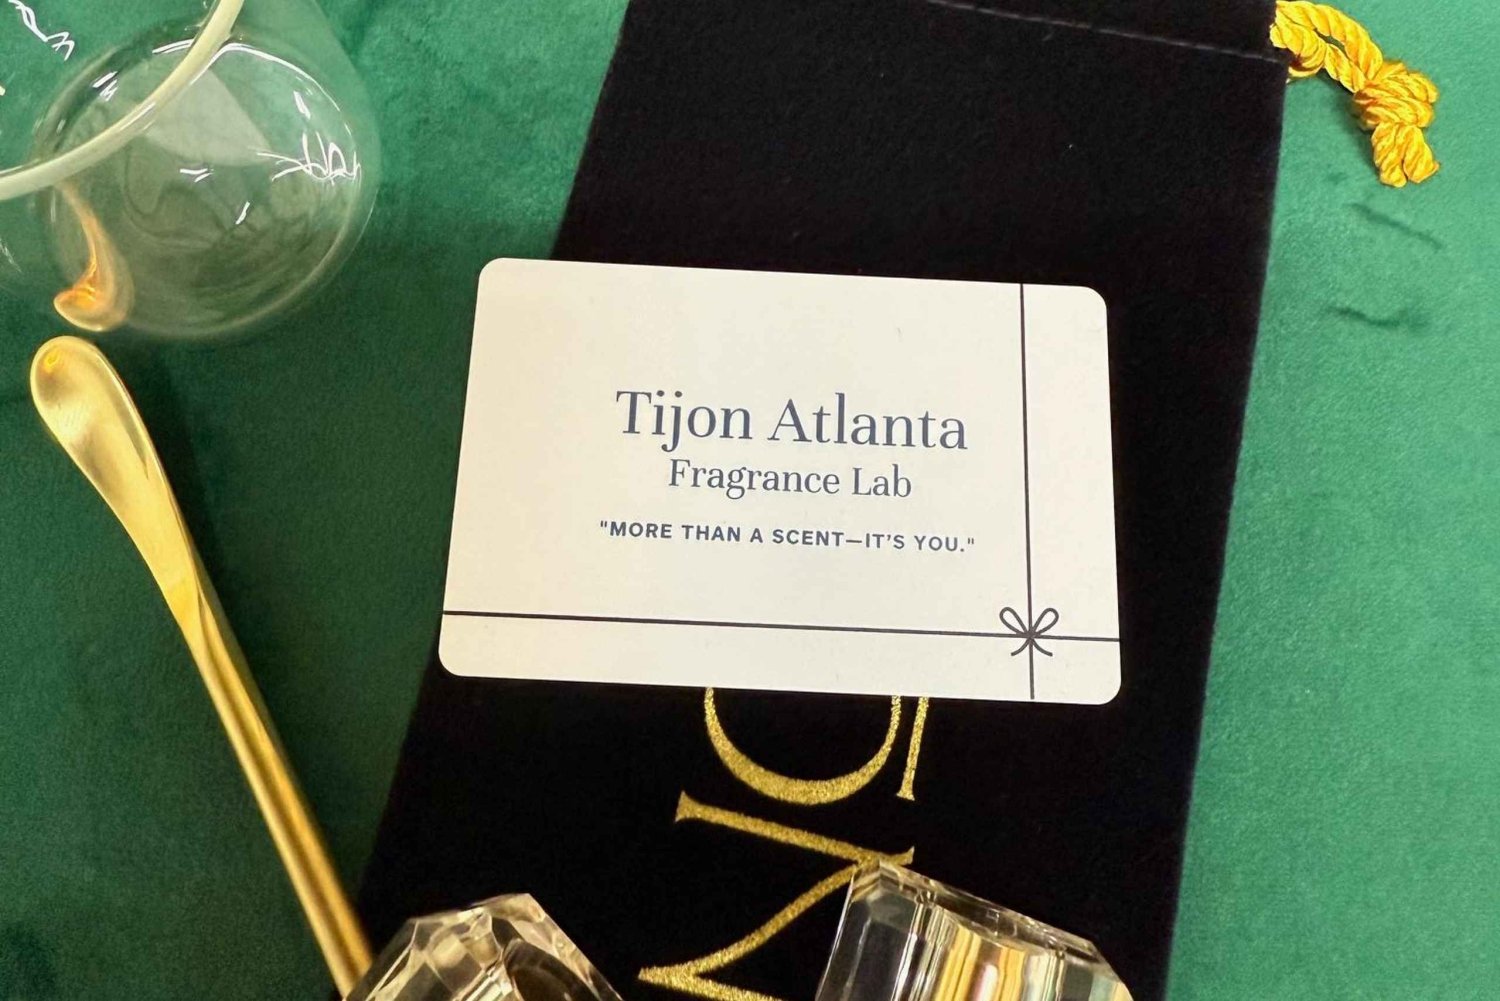 Tijon Atlanta
Fragrance Lab
"MORE THAN A SCENT—IT'S YOU."